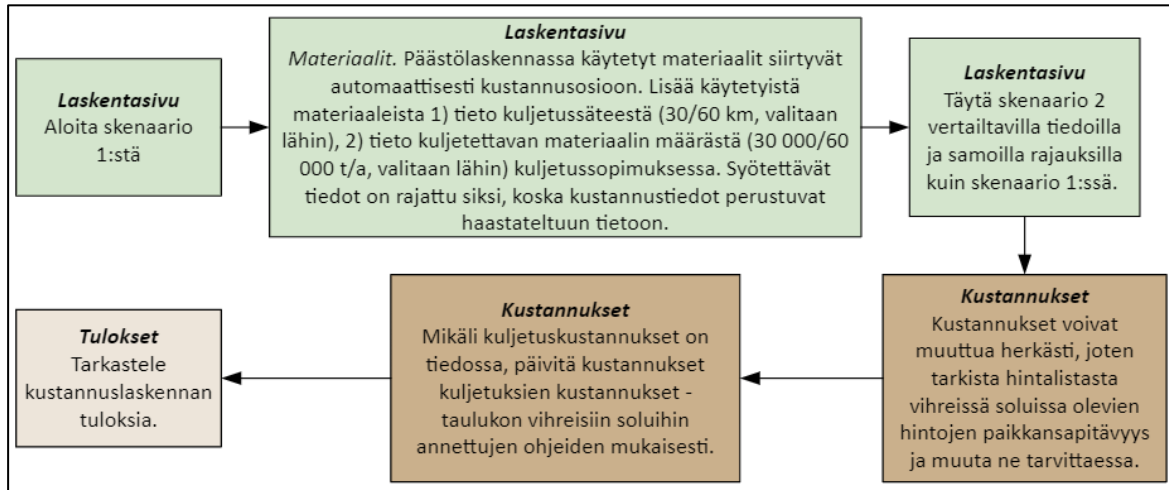 Laskentasivu
Aloita skenaario
1:stä
Laskentasivu
Materiaalit. Päästölaskennassa käytetyt materiaalit siirtyvät
automaattisesti kustannusosioon. Lisää käytetyistä
materiaaleista 1) tieto kuljetussäteestä (30/60 km, valitaan
lähin), 2) tieto kuljetettavan materiaalin määrästä (30 000/60
000 t/a, valitaan lähin) kuljetussopimuksessa. Syötettävät
tiedot on rajattu siksi, koska kustannustiedot perustuvat
haastateltuun tietoon.
Laskentasivu
Täytä skenaario 2
vertailtavilla tiedoilla
ja samoilla rajauksilla
kuin skenaario 1:ssä.
Kustannukset
Kustannukset voivat
muuttua herkästi, joten
tarkista hintalistasta
vihreissä soluissa olevien
hintojen paikkansapitävyys
ja muuta ne tarvittaessa.
Kustannukset
Mikäli kuljetuskustannukset on
tiedossa, päivitä kustannukset
kuljetuksien kustannukset -
taulukon vihreisiin soluihin
annettujen ohjeiden mukaisesti.
Tulokset
Tarkastele
kustannuslaskennan
tuloksia.